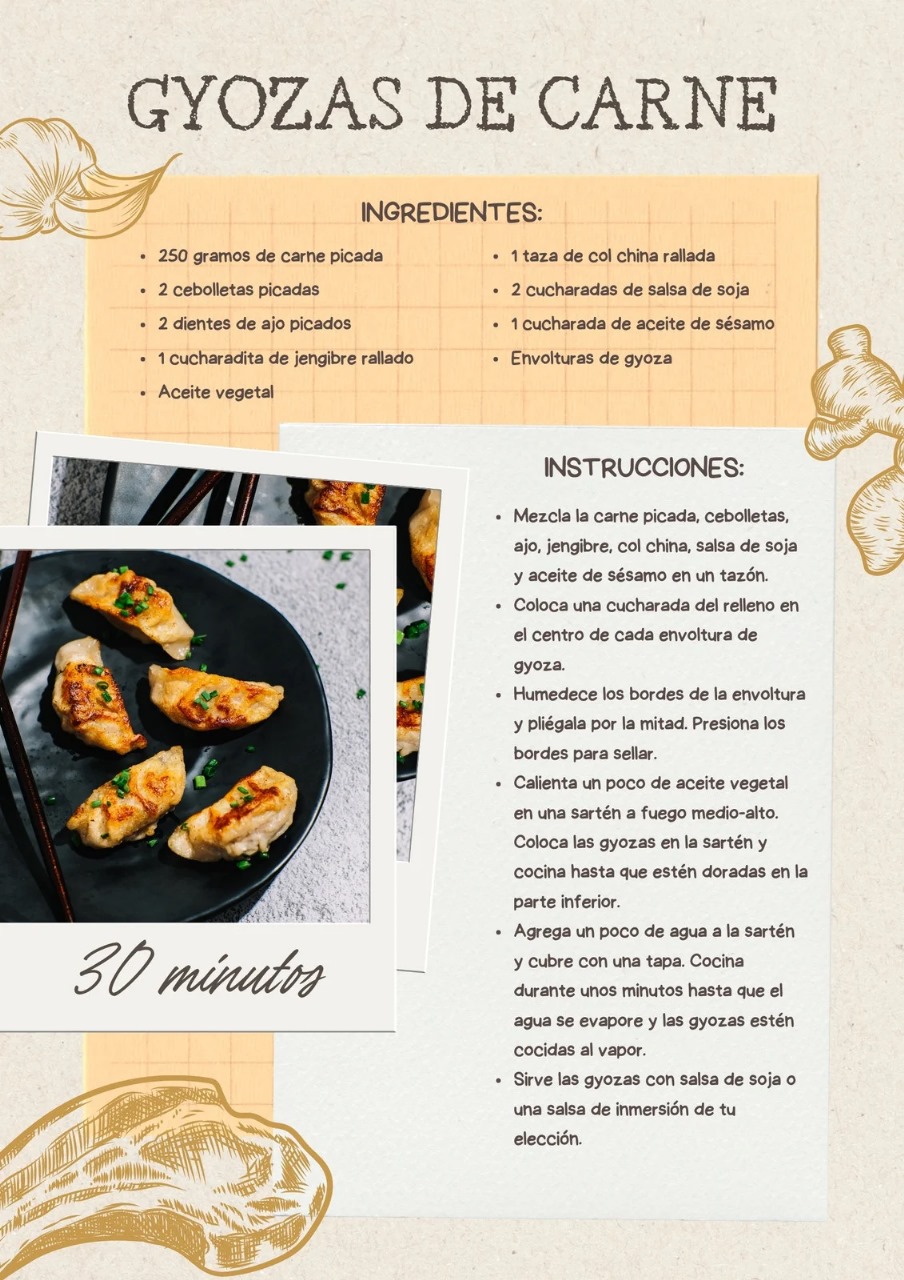 GYOZAS DE CARNE
INGREDIENTES:
• 250 gramos de carne picada
• 2 cebolletas picadas
• 2 dientes de ajo picados
• 1 cucharadita de jengibre rallado
• Aceite vegetal
• 1 taza de col china rallada
• 2 cucharadas de salsa de soja
• 1 cucharada de aceite de sésamo
• Envolturas de gyoza
INSTRUCCIONES:
• Mezcla la carne picada, cebolletas,
ajo, jengibre, col china, salsa de soja
y aceite de sésamo en un tazón.
• Coloca una cucharada del relleno en
el centro de cada envoltura de
gyoza.
• Humedece los bordes de la envoltura
y pliégala por la mitad. Presiona los
bordes para sellar.
• Calienta un poco de aceite vegetal
en una sartén a fuego medio-alto.
Coloca las gyozas en la sartén y
cocina hasta que estén doradas en la
parte inferior.
• Agrega un poco de agua a la sartén
y cubre con una tapa. Cocina
durante unos minutos hasta que el
agua se evapore y las gyozas estén
cocidas al vapor.
• Sirve las gyozas con salsa de soja o
una salsa de inmersión de tu
elección.
30 minutos